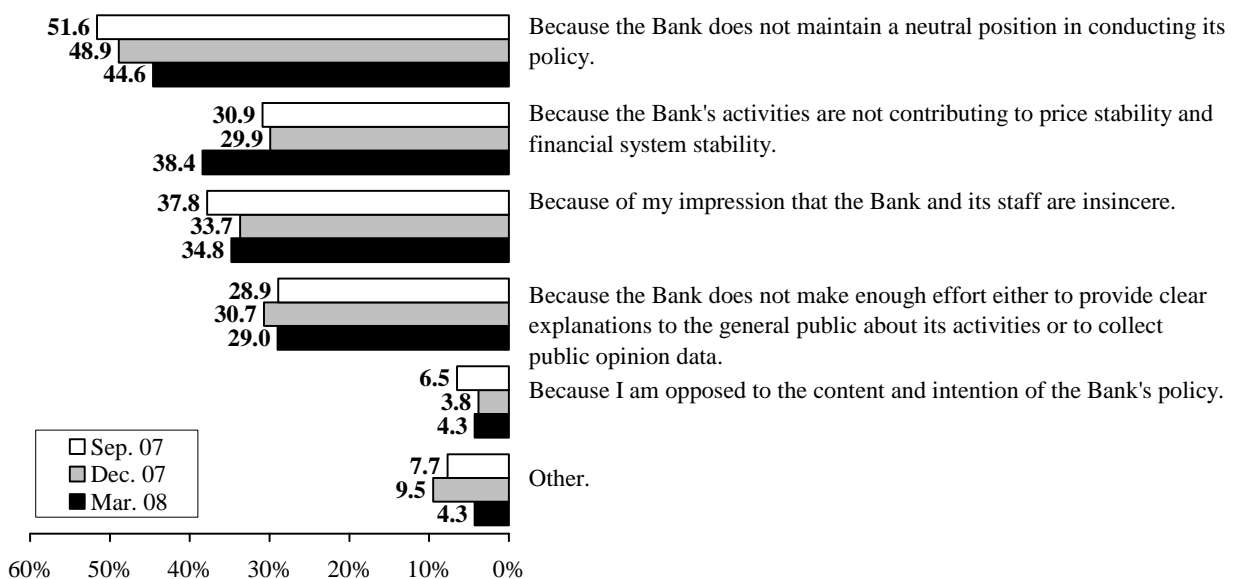 51.6
48.9
44.6
Because the Bank does not maintain a neutral position in conducting its
policy.
30.9
29.9
38.4
Because the Bank's activities are not contributing to price stability and
financial system stability.
37.8
33.7
34.8
Because of my impression that the Bank and its staff are insincere.
28.9
30.7
29.0
Because the Bank does not make enough effort either to provide clear
explanations to the general public about its activities or to collect
public opinion data.
6.5
3.8
4.3
Because I am opposed to the content and intention of the Bank's policy.
7.7
9.5
4.3
Other.
Sep. 07
Dec. 07
Mar. 08
60% 50% 40% 30% 20% 10% 0%